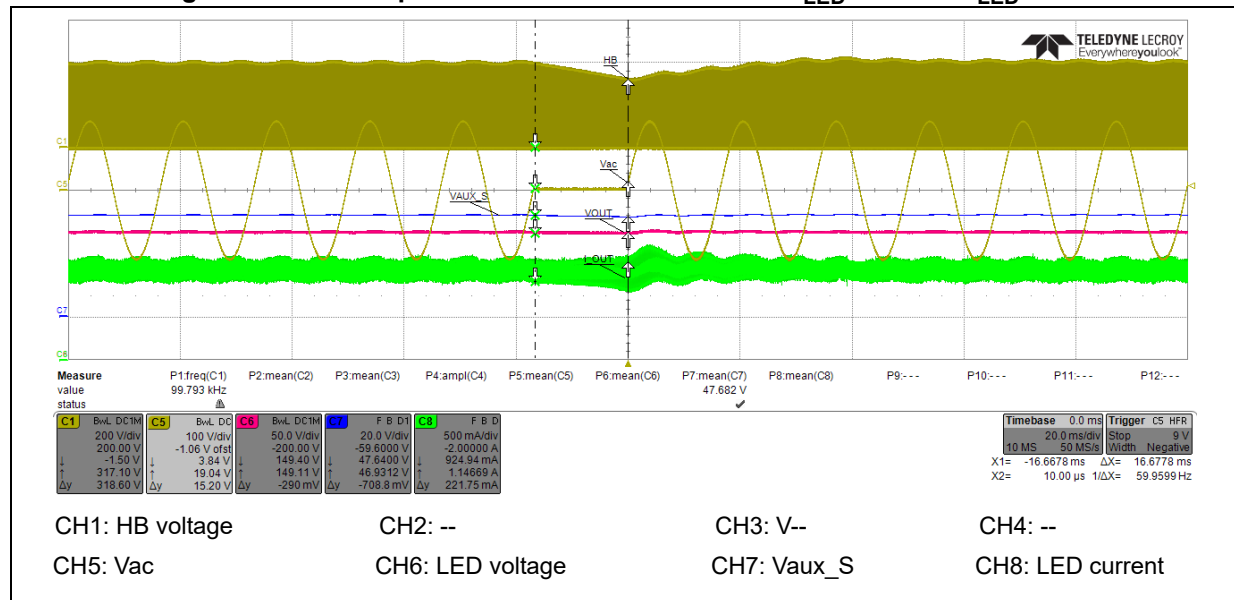 TELEDYNE LECROY
Everywhereyoulook
HB
C1
Vac
C5
VAUX_S
VOUT
I_OUT
C7
C6
Measure P1:freq(C1) P2:mean(C2) P3:mean(C3) P4:ampl(C4) P5:mean(C5) P6:mean(C6) P7:mean(C7) P8:mean(C8) P9:- - - P10:- - - P11:- - - P12:- - -
value 99.793 kHz 47.682 V
status
C1 BwL DC1M
200 V/div
200.00 V
↓ -1.50 V
↑ 317.10 V
Δy 318.60 V
C5 BwL DC
100 V/div
-1.06 V ofst
↓ 3.84 V
↑ 19.04 V
Δy 15.20 V
C6 BwL DC1M
50.0 V/div
-200.00 V
↓ 149.40 V
↑ 149.11 V
Δy -290 mV
C7 F B D1
20.0 V/div
-59.6000 V
↓ 47.6400 V
↑ 46.9312 V
Δy -708.8 mV
C8 F B D
500 mA/div
-2.00000 A
↓ 924.94 mA
↑ 1.14669 A
Δy 221.75 mA
Timebase 0.0 ms
20.0 ms/div
10 MS 50 MS/s
Trigger C5 HFR
Stop 9 V
Width Negative
X1= -16.6678 ms ΔX= 16.6778 ms
X2= 10.00 µs 1/ΔX= 59.9599 Hz
CH1: HB voltage CH2: -- CH3: V-- CH4: --
CH5: Vac CH6: LED voltage CH7: Vaux_S CH8: LED current